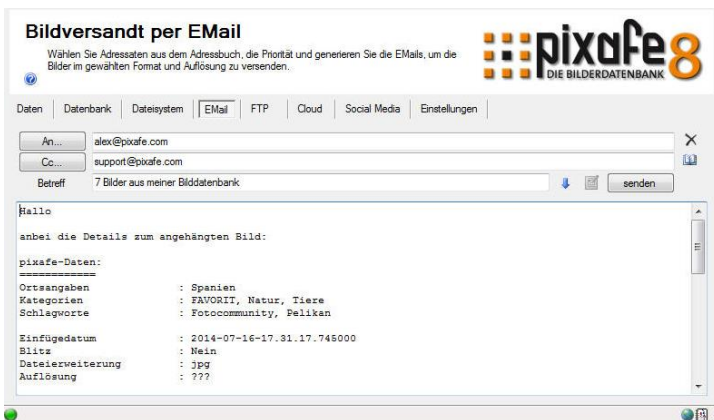 Bildversandt per EMail
Wählen Sie Adressaten aus dem Adressbuch, die Priorität und generieren Sie die EMails, um die
Bilder im gewählten Format und Auflösung zu versenden.
pixafe 8
DIE BILDERDATENBANK
Daten Datenbank Dateisystem EMail FTP Cloud Social Media Einstellungen
An... alex@pixafe.com
Cc... support@pixafe.com
Betreff 7 Bilder aus meiner Bilddatenbank senden
Hallo
anbei die Details zum angehängten Bild:
pixafe-Daten:
============
Ortsangaben : Spanien
Kategorien : FAVORIT, Natur, Tiere
Schlagworte : Fotocommunity, Pelikan
Einfügedatum : 2014-07-16-17.31.17.745000
Blitz : Nein
Dateierweiterung : jpg
Auflösung : ???